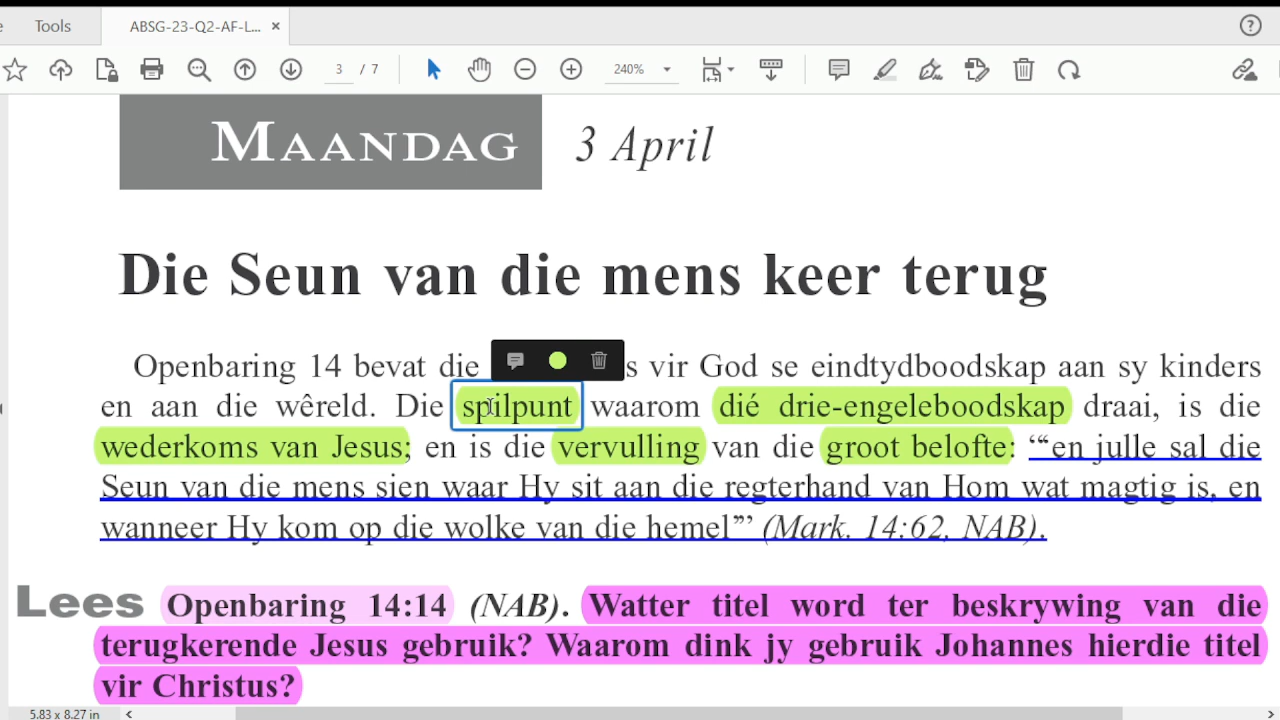 Tools
ABSG-23-Q2-AF-L... ×
3 / 7
240%
MAANDAG 3 April
Die Seun van die mens keer terug
Openbaring 14 bevat die s vir God se eindtydboodskap aan sy kinders
en aan die wêreld. Die spilpunt waarom dié drie-engeleboodskap draai, is die
wederkoms van Jesus; en is die vervulling van die groot belofte: ‘“en julle sal die
Seun van die mens sien waar Hy sit aan die regterhand van Hom wat magtig is, en
wanneer Hy kom op die wolke van die hemel”’ (Mark. 14:62, NAB).
Lees Openbaring 14:14 (NAB). Watter titel word ter beskrywing van die
terugkerende Jesus gebruik? Waarom dink jy gebruik Johannes hierdie titel
vir Christus?
5.83 x 8.27 in